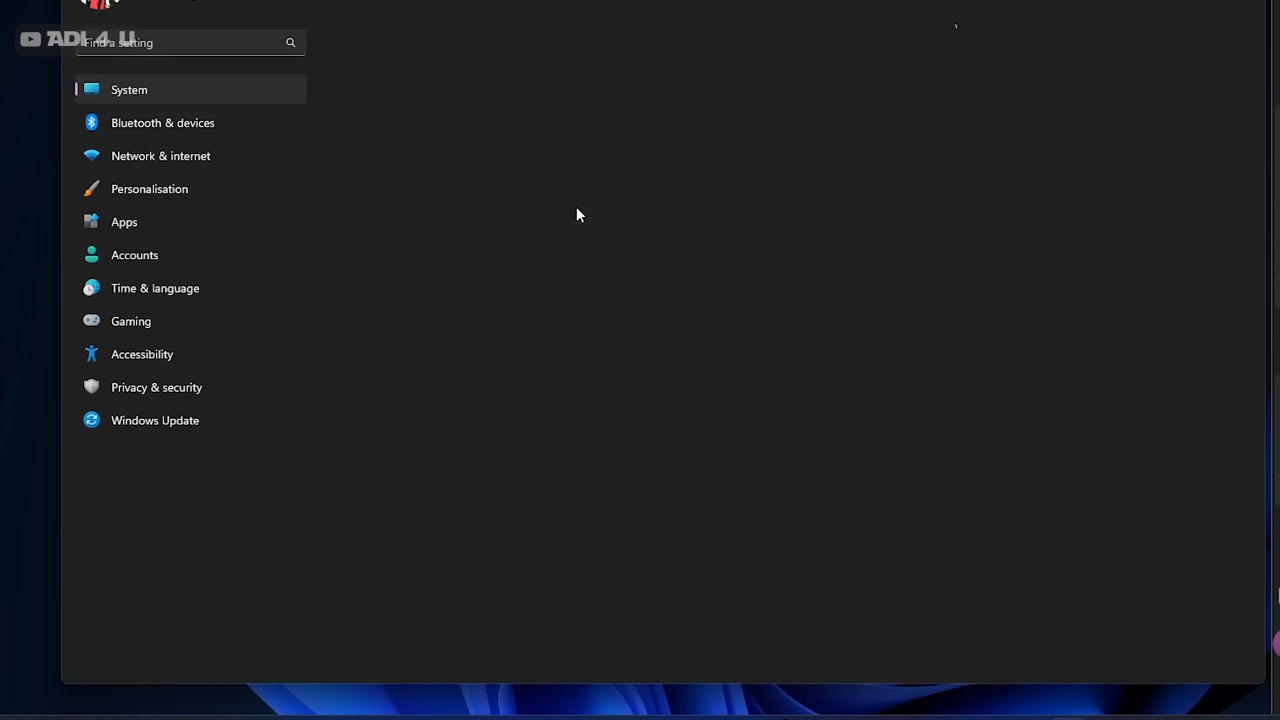 ADI 4 U
Find a setting
System
Bluetooth & devices
Network & internet
Personalisation
Apps
Accounts
Time & language
Gaming
Accessibility
Privacy & security
Windows Update